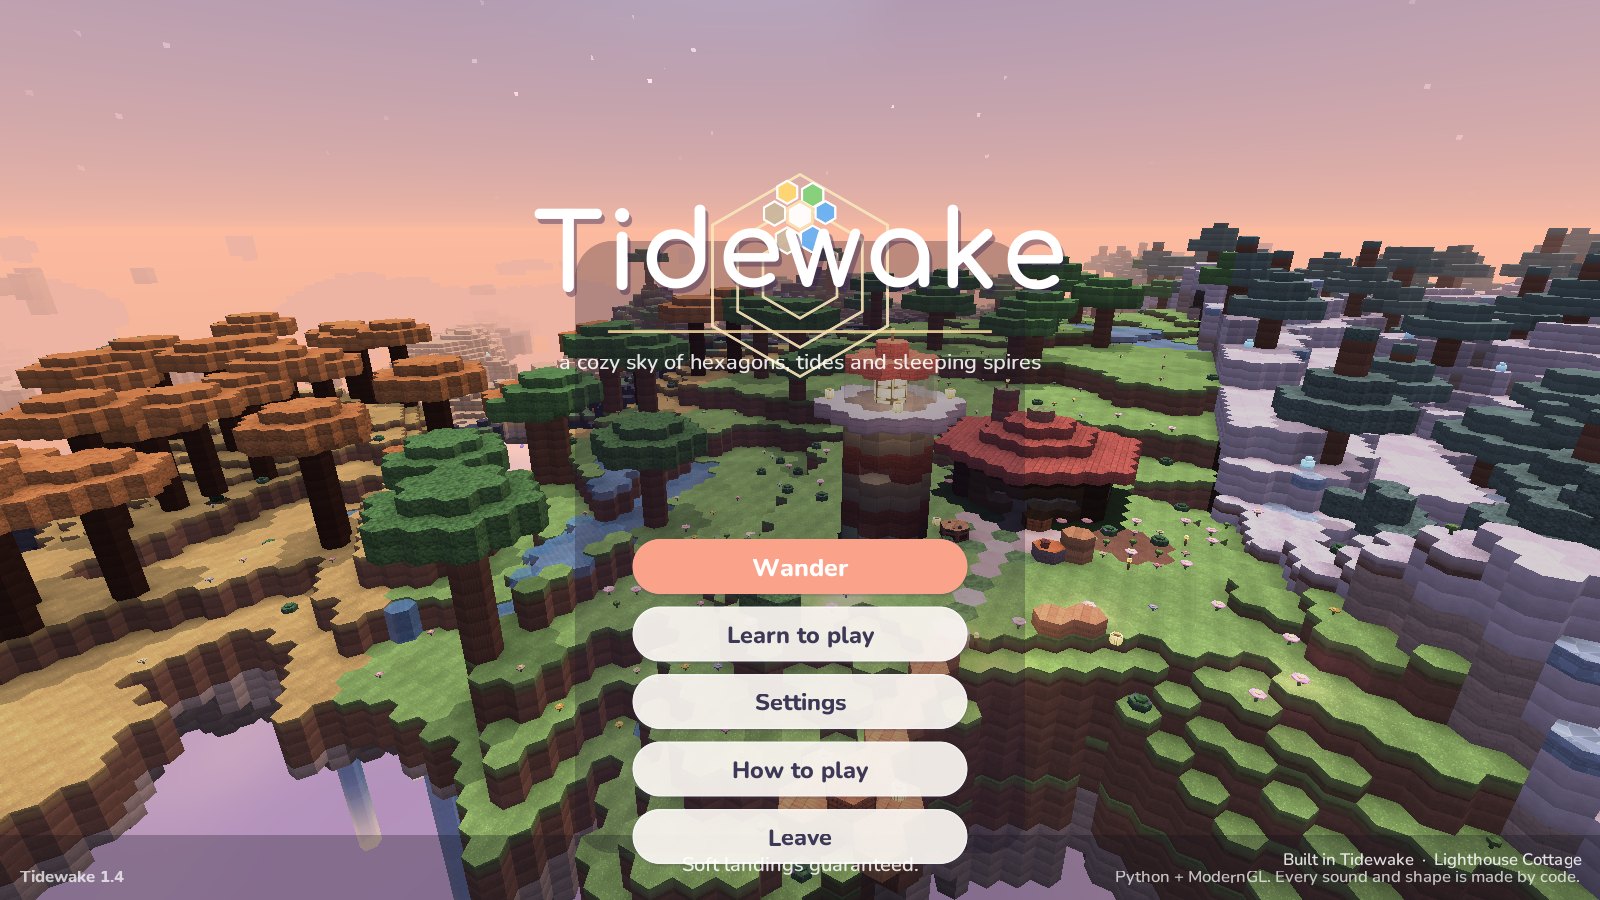 Tidewake
a cozy sky of hexagons, tides and sleeping spires
Wander
Learn to play
Settings
How to play
Leave
Soft landings guaranteed.
Tidewake 1.4
Built in Tidewake · Lighthouse Cottage
Python + ModernGL. Every sound and shape is made by code.